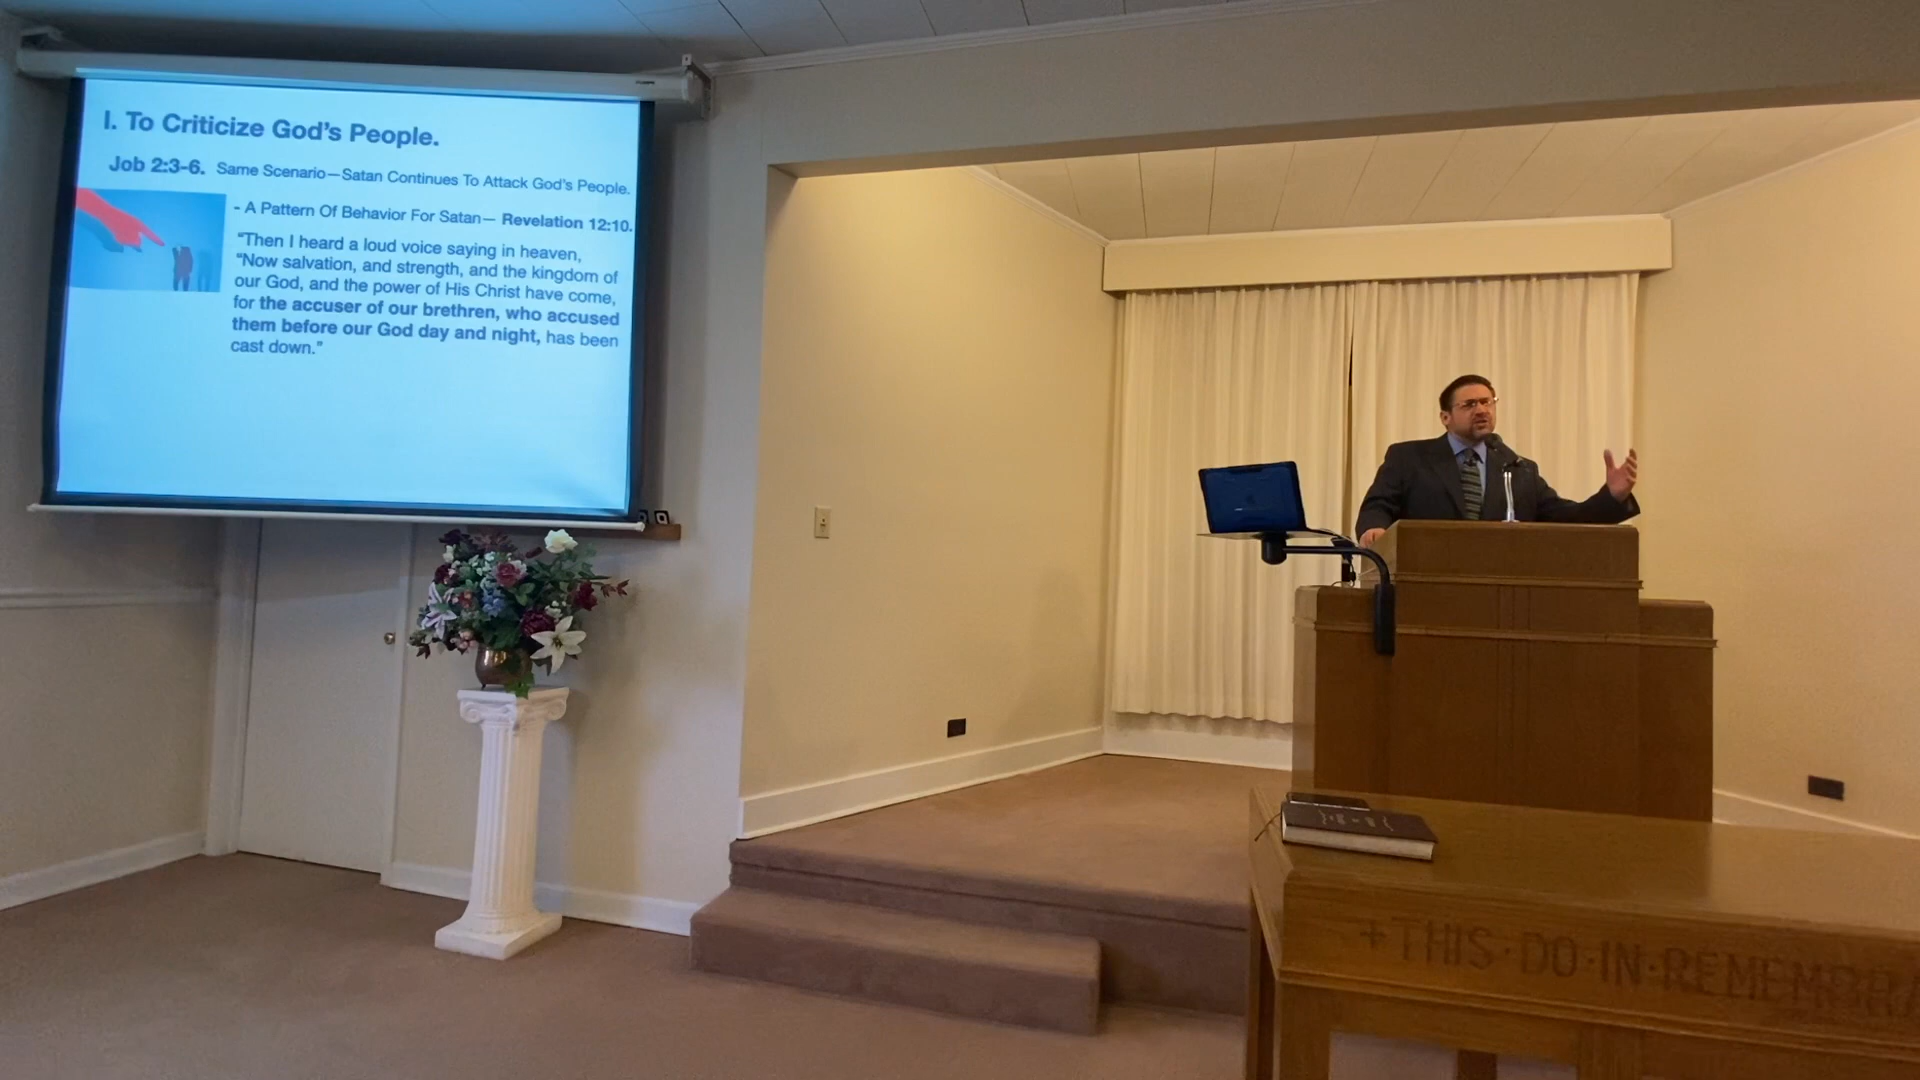 I. To Criticize God's People.
Job 2:3-6. Same Scenario—Satan Continues To Attack God's People.
- A Pattern Of Behavior For Satan— Revelation 12:10.
"Then I heard a loud voice saying in heaven,
"Now salvation, and strength, and the kingdom of
our God, and the power of His Christ have come,
for the accuser of our brethren, who accused
them before our God day and night, has been
cast down."
+THIS·DO·IN·REMEMBRA